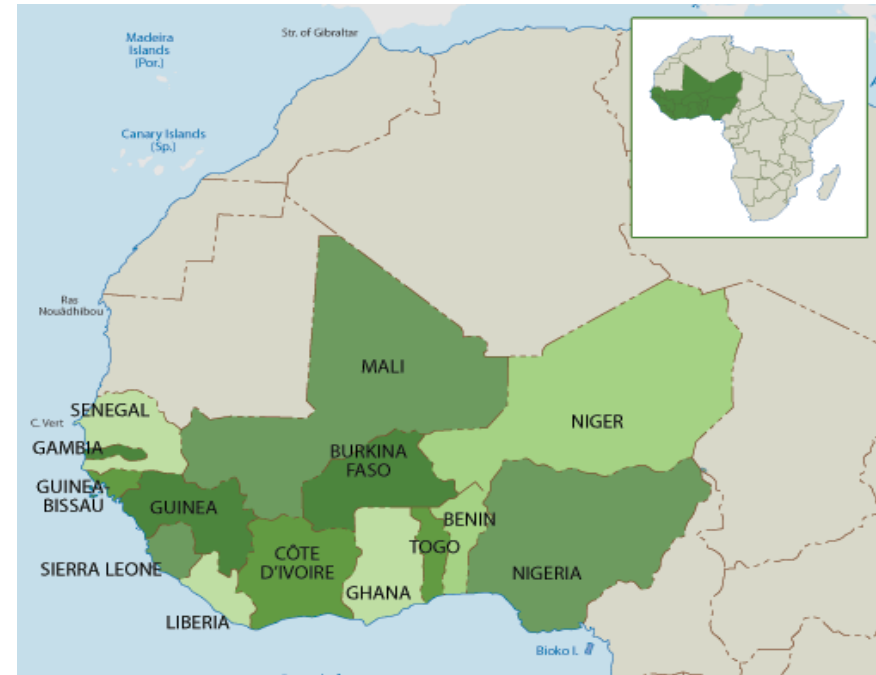 Madeira
Islands
(Por.)
Str. of Gibraltar
Canary Islands
(Sp.)
Ras
Nouâdhibou
MALI
SENEGAL
C. Vert
NIGER
GAMBIA
BURKINA
FASO
GUINEA
BISSAU
GUINEA
BENIN
TOGO
CÔTE
D'IVOIRE
SIERRA LEONE
NIGERIA
GHANA
LIBERIA
Bioko I.